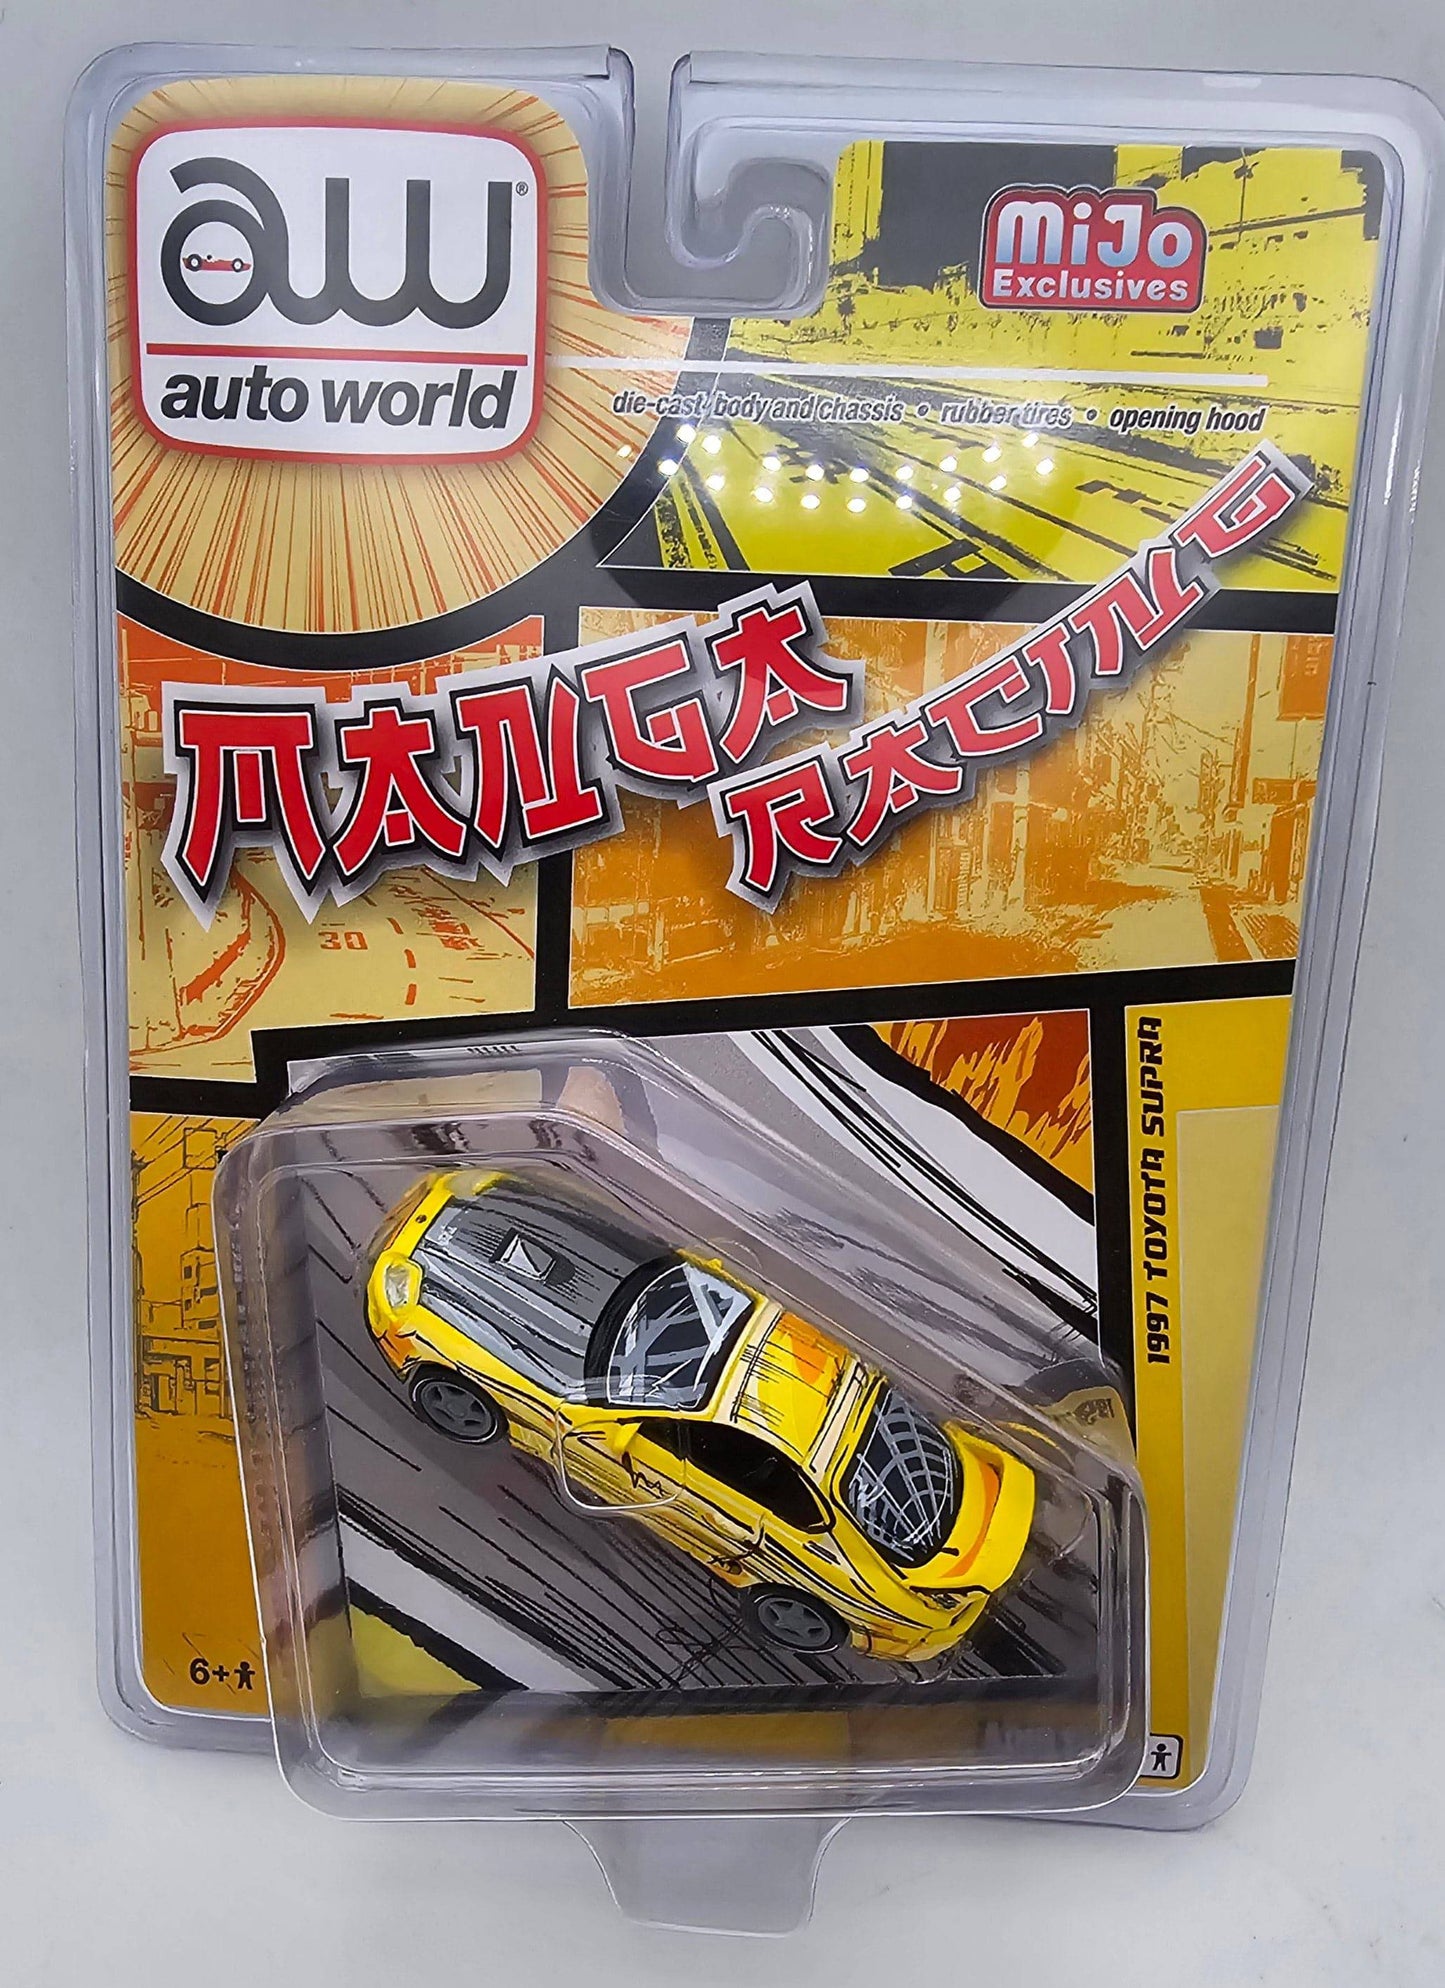 aw®
auto world
MiJo
Exclusives
die-cast body and chassis • rubber tires • opening hood
MANGA
RACING
30
1997 TOYOTA SUPRA
6+